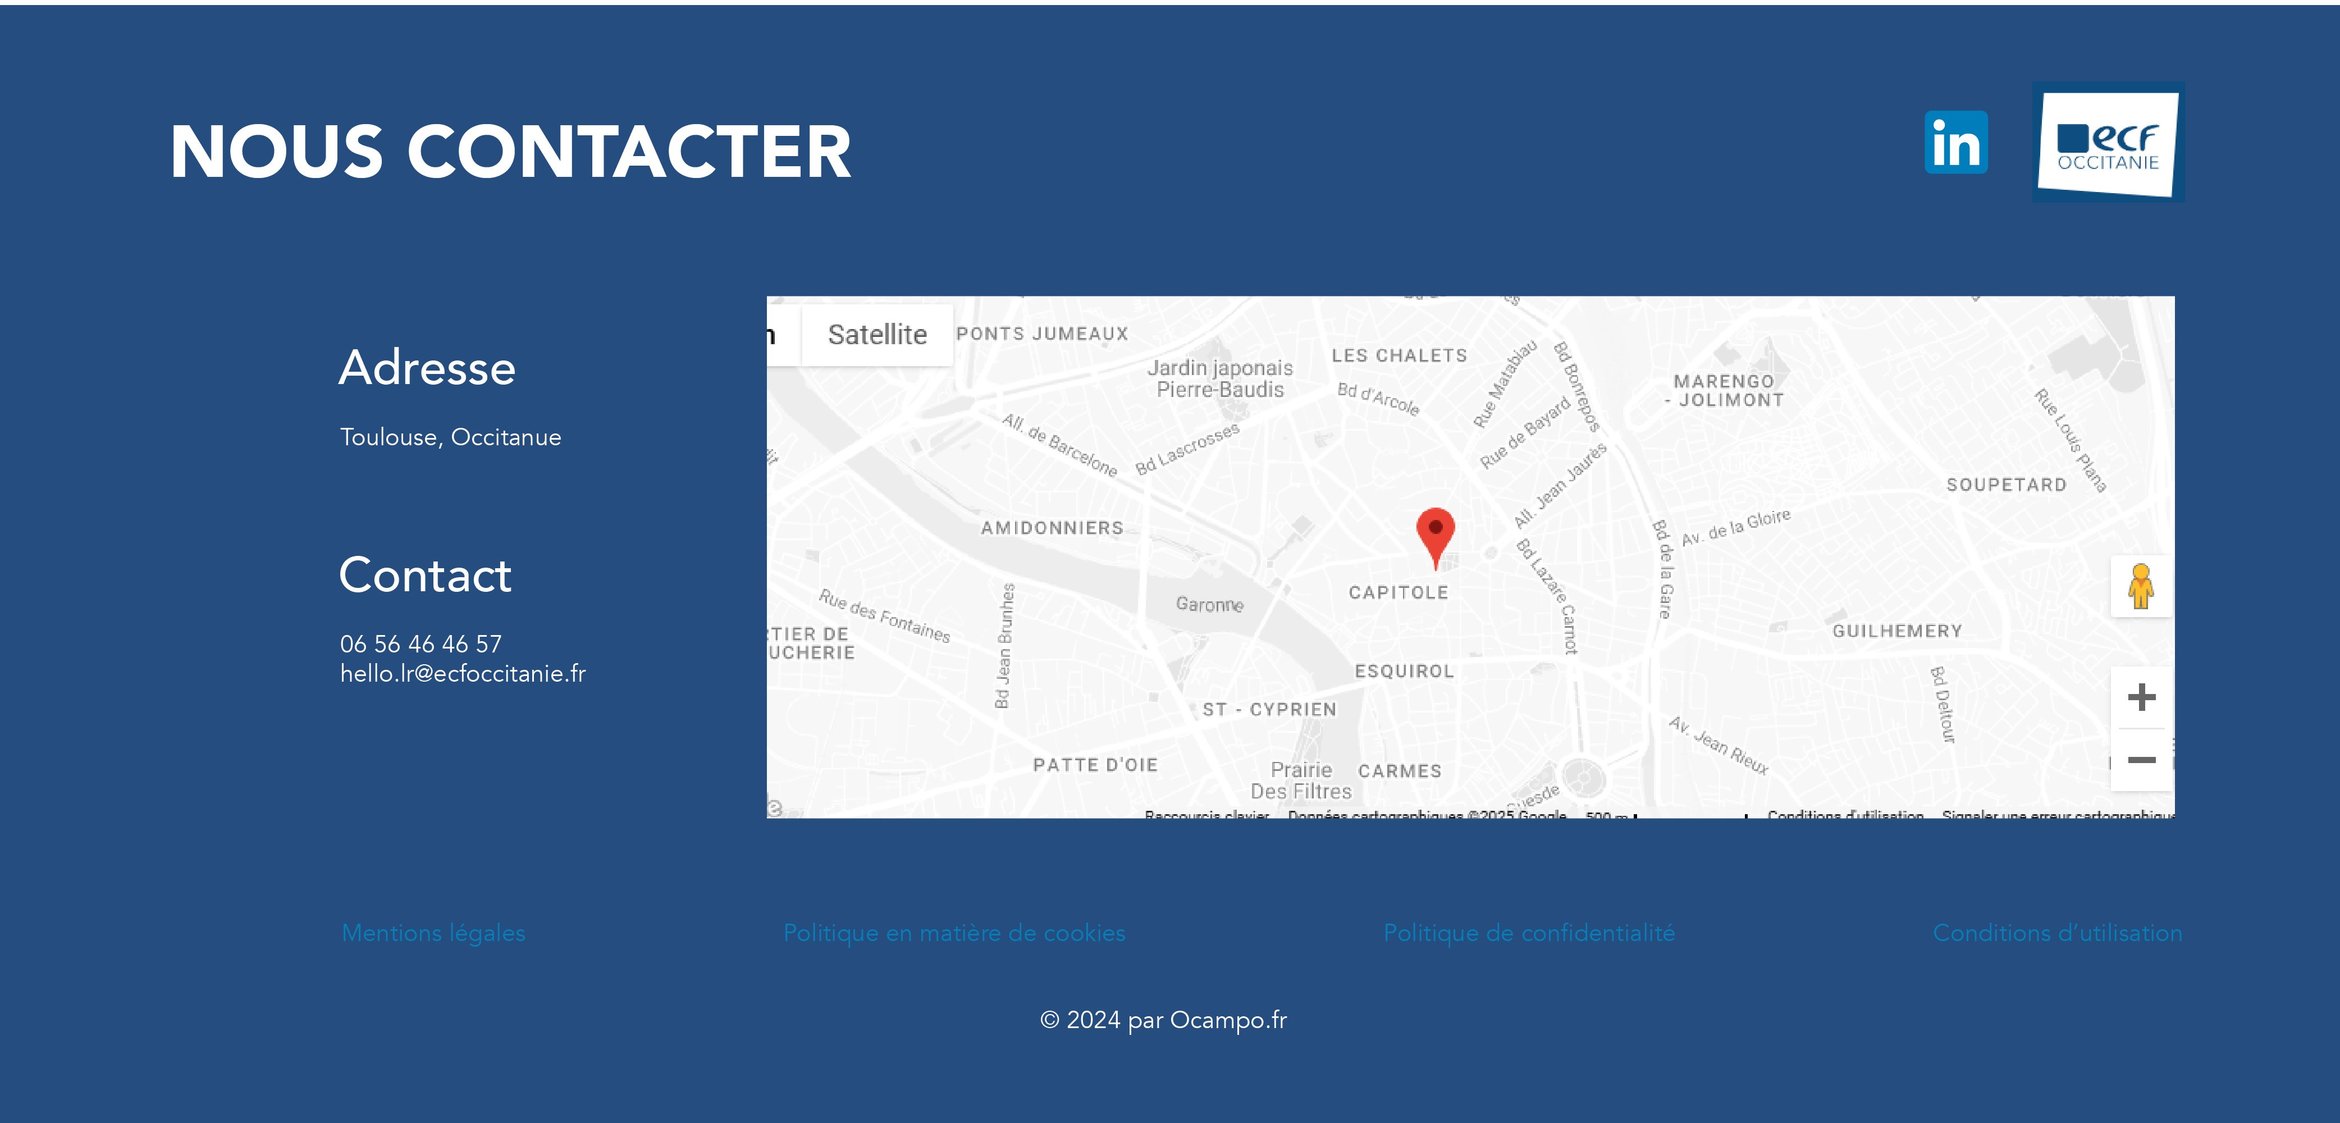 NOUS CONTACTER
in
ecf
OCCITANIE
Adresse
Toulouse, Occitanue
Contact
06 56 46 46 57
hello.lr@ecfoccitanie.fr
Satellite
PONTS JUMEAUX
Jardin japonais
Pierre-Baudis
LES CHALETS
Bd d'Arcole
Rue Matabiau
Bd Bonrepos
Rue de Bayard
MARENGO
- JOLIMONT
Rue Louis Plana
All. de Barcelone
Bd Lascrosses
All. Jean Jaurès
SOUPETARD
AMIDONNIERS
Av. de la Gloire
Bd de la Gare
Bd Lazare Carnot
CAPITOLE
Garonne
Rue des Fontaines
Bd Jean Brunhes
TIER DE
UCHERIE
GUILHEMERY
ESQUIROL
Bd Deltour
ST - CYPRIEN
Av. Jean Rieux
PATTE D'OIE
Prairie
Des Filtres
CARMES
Raccourcis clavier
Données cartographiques ©2025 Google
500 m
Conditions d'utilisation
Signaler une erreur cartographique
Mentions légales
Politique en matière de cookies
Politique de confidentialité
Conditions d’utilisation
© 2024 par Ocampo.fr